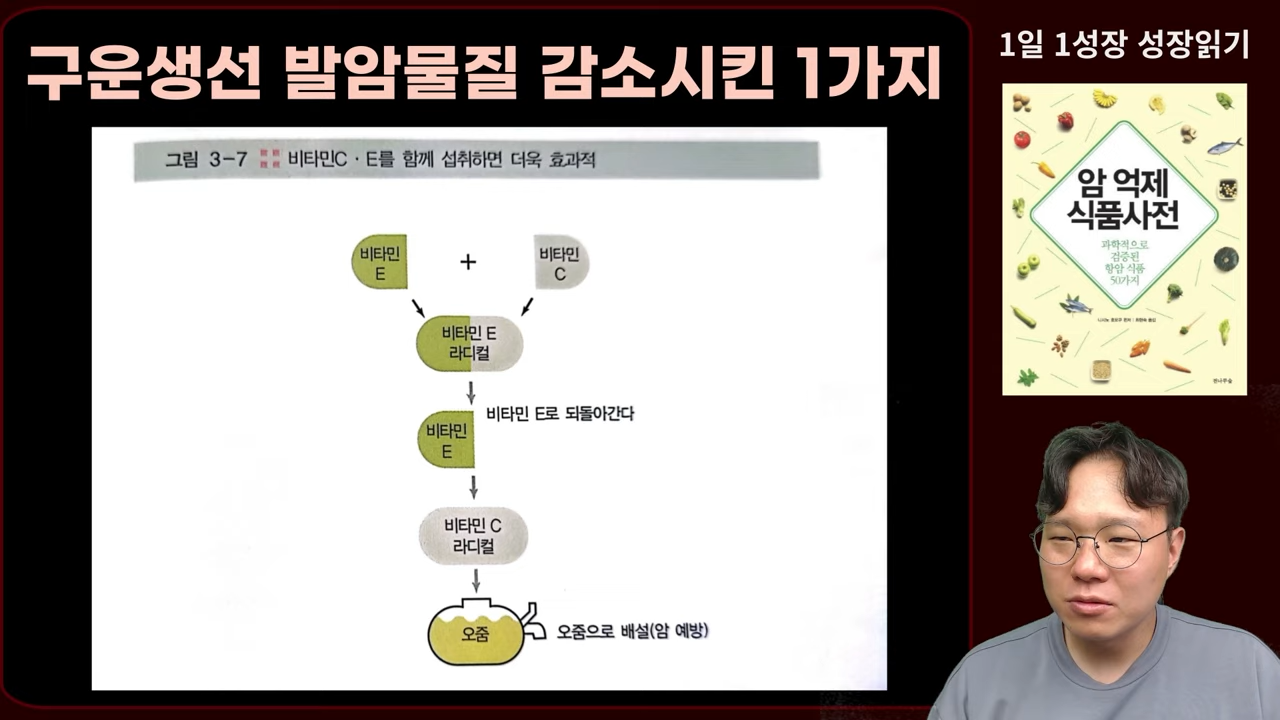 구운생선 발암물질 감소시킨 1가지
1일 1성장 성장읽기
그림 3-7 비타민C · E를 함께 섭취하면 더욱 효과적
비타민
E
+
비타민
C
비타민 E
라디컬
비타민 E로 되돌아간다
비타민
E
비타민 C
라디컬
오줌
오줌으로 배설(암 예방)
암 억제
식품사전
과학적으로
검증된
항암 식품
50가지
전나무숲